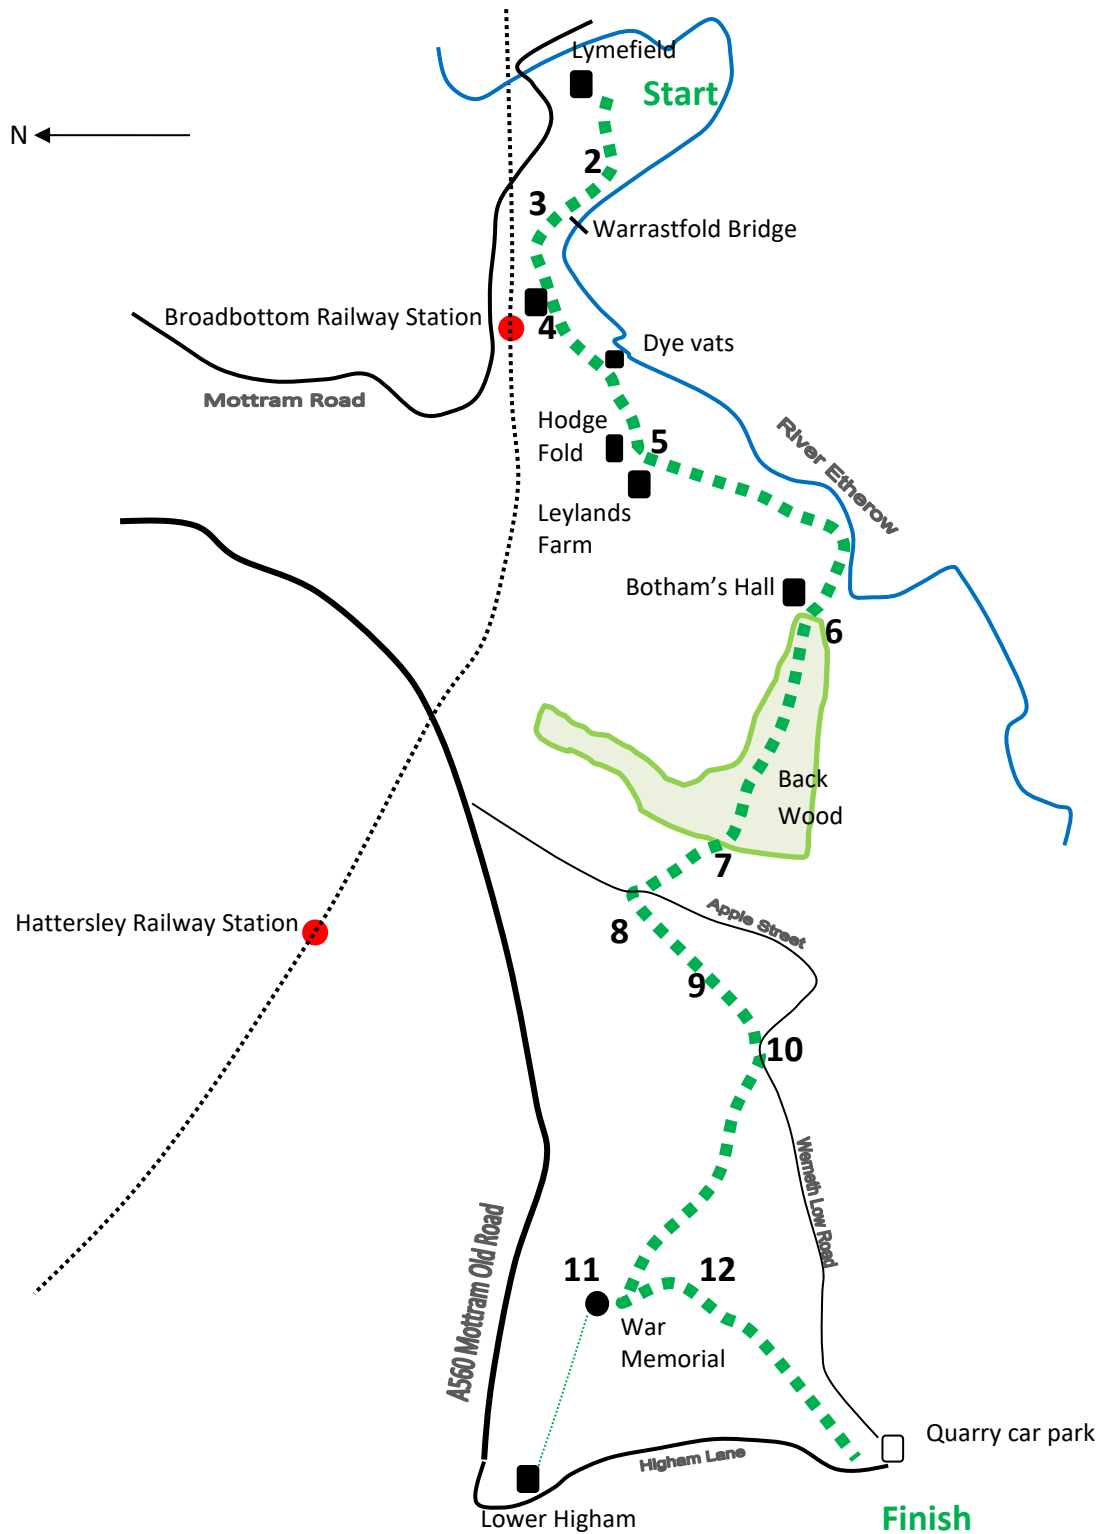 Lymefield
Start
N
2
3
Warrastfold Bridge
Broadbottom Railway Station
4
Dye vats
Mottram Road
Hodge
Fold
5
River Etherow
Leylands
Farm
Botham's Hall
6
Back
Wood
7
Apple Street
Hattersley Railway Station
8
9
10
Werneth Low Road
A560 Mottram Old Road
11
12
War
Memorial
Quarry car park
Higham Lane
Lower Higham
Finish